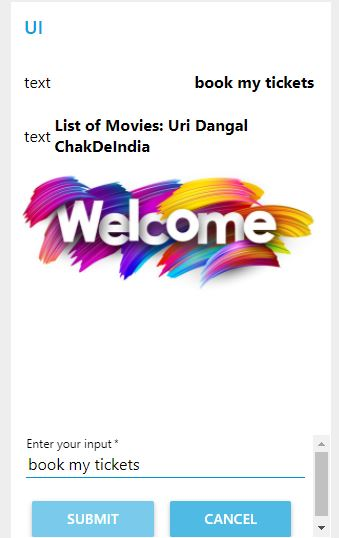 UI
text book my tickets
text List of Movies: Uri Dangal
ChakDeIndia
Welcome
Enter your input *
book my tickets
SUBMIT CANCEL